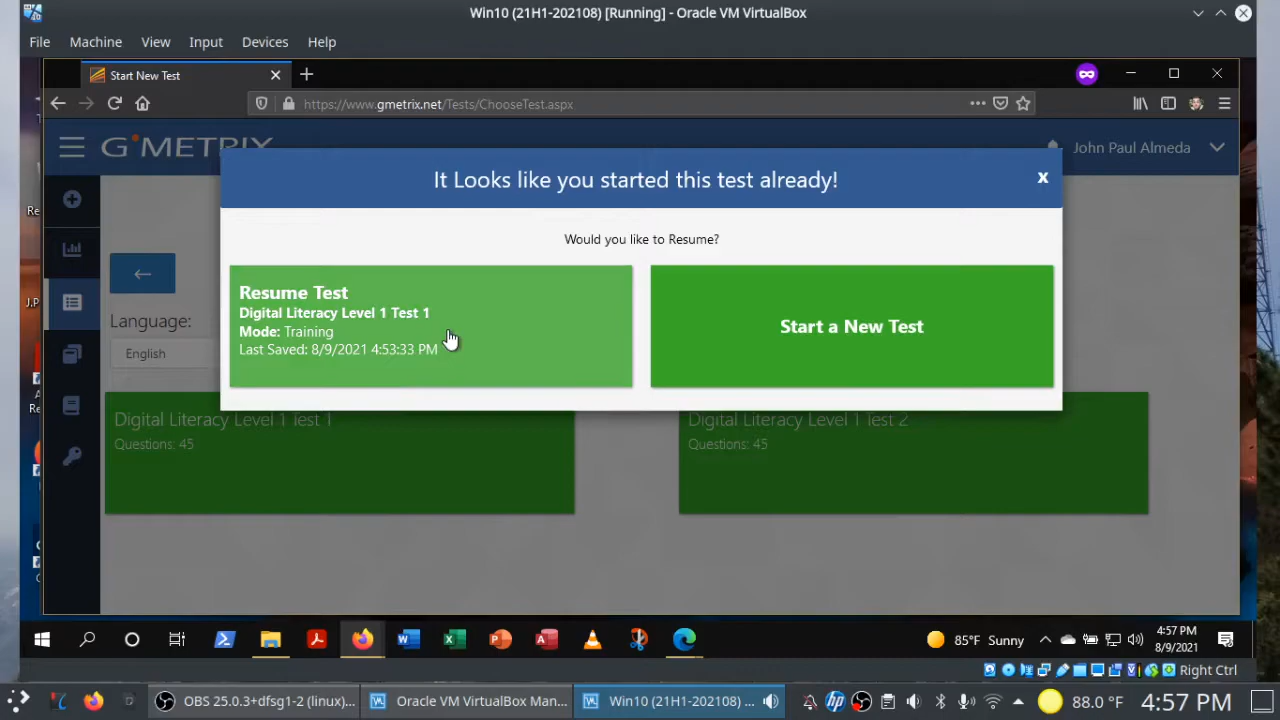 Win10 (21H1-202108) [Running] - Oracle VM VirtualBox
File Machine View Input Devices Help
Start New Test
https://www.gmetrix.net/Tests/ChooseTest.aspx
GMETRIX
John Paul Almeda
It Looks like you started this test already!
x
Would you like to Resume?
Resume Test
Digital Literacy Level 1 Test 1
Mode: Training
Last Saved: 8/9/2021 4:53:33 PM
Start a New Test
Language:
English
Digital Literacy Level 1 Test 1
Questions: 45
Digital Literacy Level 1 Test 2
Questions: 45
85°F Sunny
4:57 PM
8/9/2021
Right Ctrl
OBS 25.0.3+dfsg1-2 (linux)...
Oracle VM VirtualBox Man...
Win10 (21H1-202108) ...
88.0 °F
4:57 PM